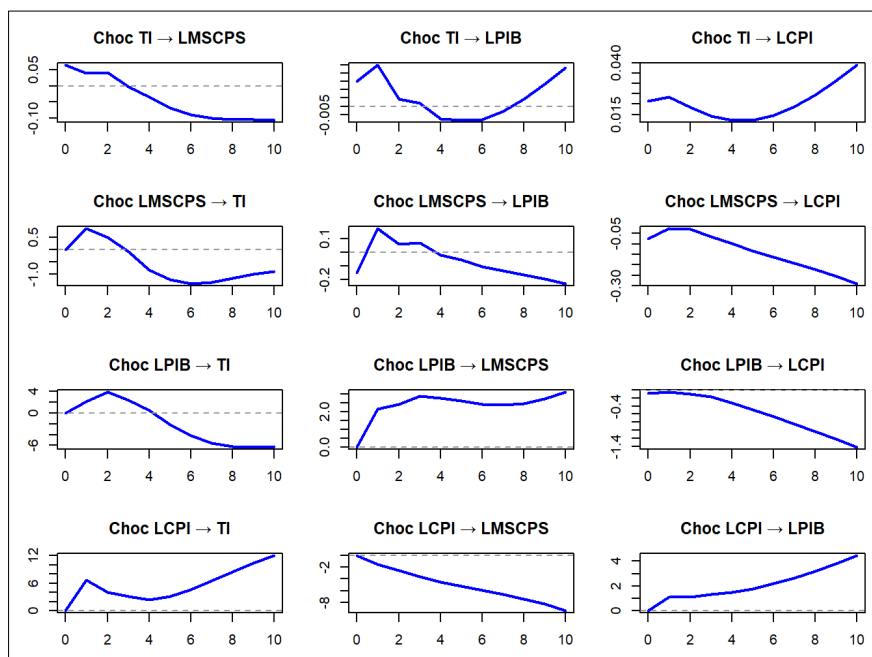 Choc TI → LMSCPS
Choc TI → LPIB
Choc TI → LCPI
0.05
-0.10
-0.005
0.040
0.015
0 2 4 6 8 10
0 2 4 6 8 10
0 2 4 6 8 10
Choc LMSCPS → TI
Choc LMSCPS → LPIB
Choc LMSCPS → LCPI
0.5
-1.0
0.1
-0.2
-0.05
-0.30
0 2 4 6 8 10
0 2 4 6 8 10
0 2 4 6 8 10
Choc LPIB → TI
Choc LPIB → LMSCPS
Choc LPIB → LCPI
4
0
-6
2.0
0.0
-0.4
-1.4
0 2 4 6 8 10
0 2 4 6 8 10
0 2 4 6 8 10
Choc LCPI → TI
Choc LCPI → LMSCPS
Choc LCPI → LPIB
12
6
0
-2
-8
4
2
0
0 2 4 6 8 10
0 2 4 6 8 10
0 2 4 6 8 10